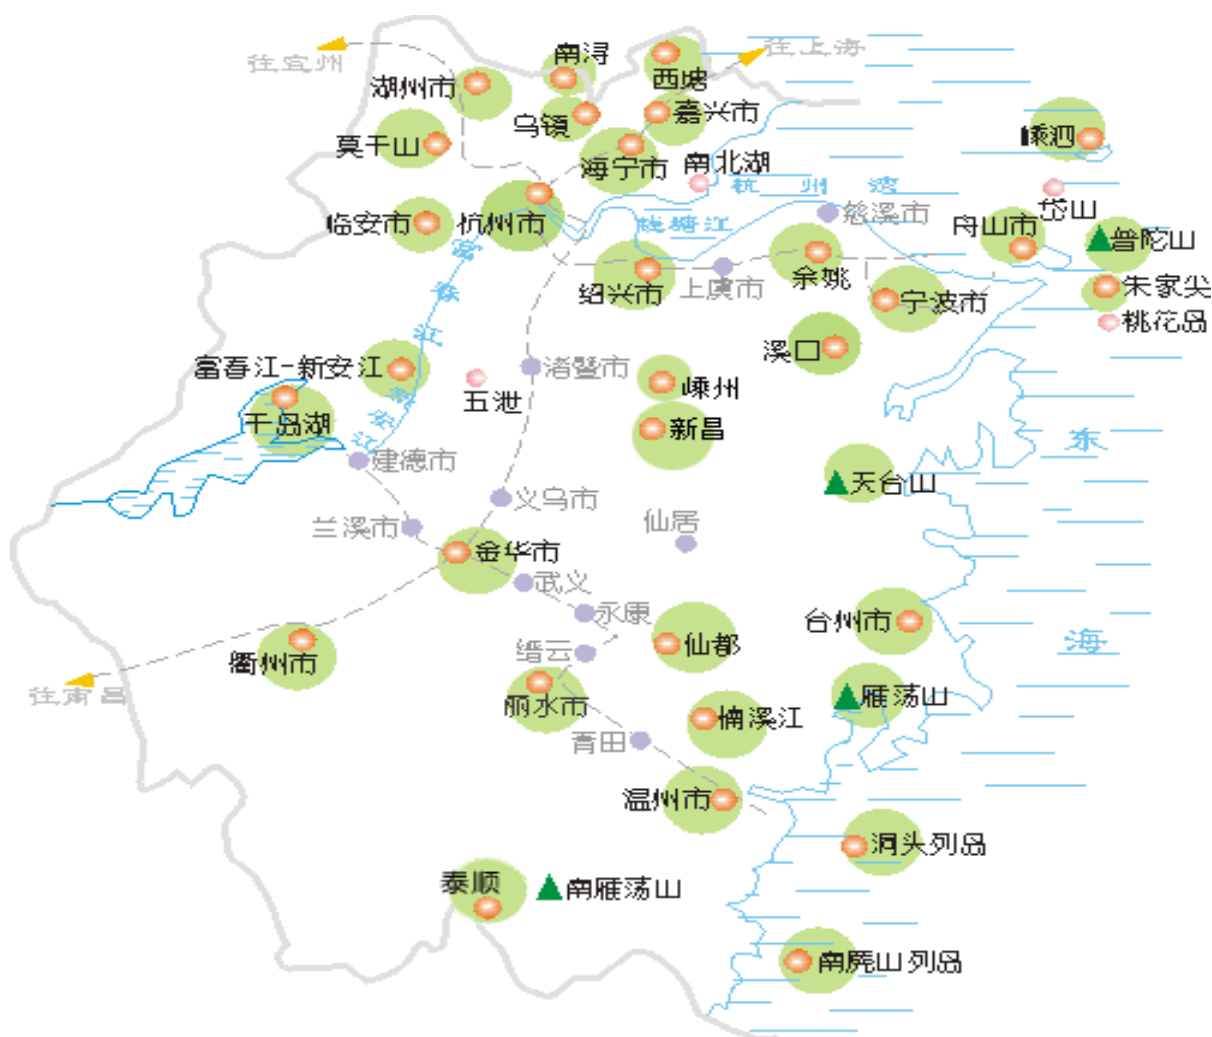 往宜州
南浔
往上海
湖州市
西塘
乌镇
嘉兴市
莫干山
海宁市
嵊泗
南北湖
杭州湾
岱山
临安市
杭州市
钱塘江
慈溪市
舟山市
普陀山
富春江
绍兴市
上虞市
余姚
宁波市
朱家尖
桃花岛
溪口
富春江-新安江
渚暨市
五泄
嵊州
千岛湖
新安江
新昌
东
建德市
天台山
义乌市
兰溪市
仙居
金华市
武义
永康
台州市
缙云
仙都
海
衢州市
往南昌
丽水市
雁荡山
楠溪江
青田
温州市
洞头列岛
泰顺
南雁荡山
南麂山列岛